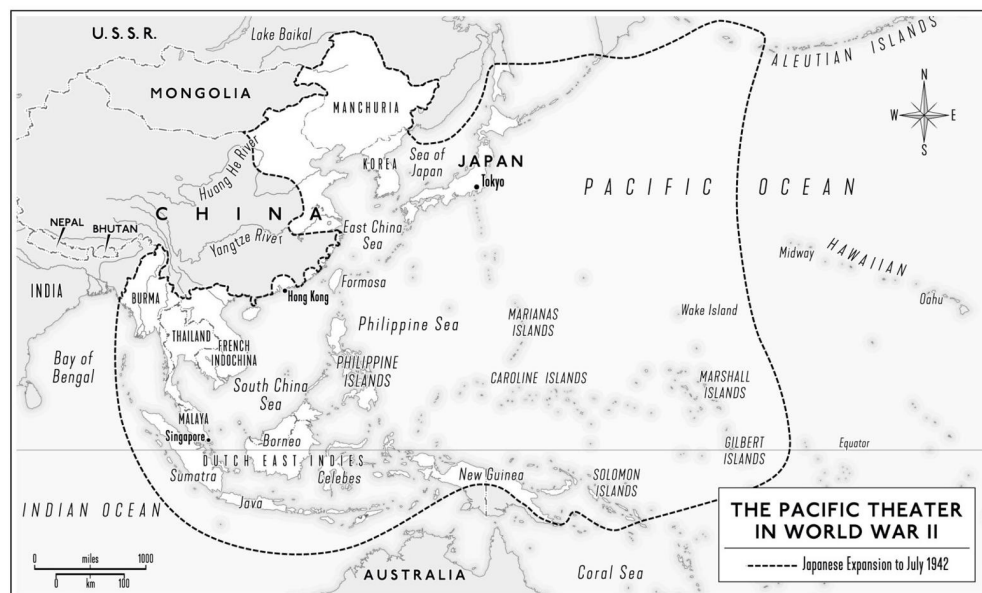 U.S.S.R.
Lake Baikal
ALEUTIAN ISLANDS
MONGOLIA
MANCHURIA
N
W
E
S
Huang He River
KOREA
Sea of
Japan
JAPAN
Tokyo
PACIFIC OCEAN
CHINA
NEPAL
BHUTAN
Yangtze River
East China
Sea
Midway
HAWAIIAN
INDIA
BURMA
Hong Kong
Formosa
Oahu
Wake Island
MARIANAS
ISLANDS
Philippine Sea
THAILAND
FRENCH
INDOCHINA
Bay of
Bengal
PHILIPPINE
ISLANDS
South China
Sea
CAROLINE ISLANDS
MARSHALL
ISLANDS
MALAYA
Singapore
Borneo
GILBERT
ISLANDS
Equator
DUTCH EAST INDIES
Sumatra
Celebes
New Guinea
SOLOMON
ISLANDS
Java
INDIAN OCEAN
THE PACIFIC THEATER
IN WORLD WAR II
Japanese Expansion to July 1942
0 miles 1000
0 km 100
AUSTRALIA
Coral Sea